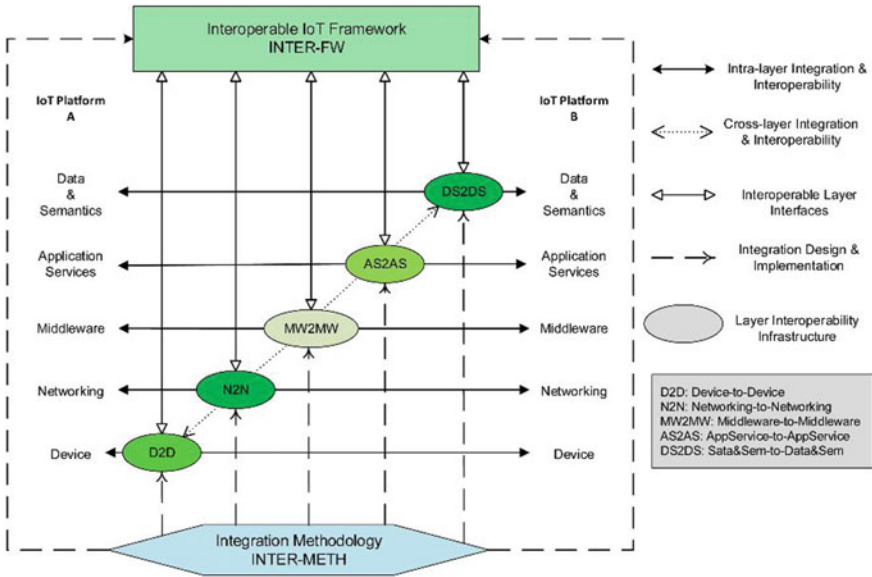 Interoperable IoT Framework
INTER-FW
IoT Platform
A
IoT Platform
B
Data
&
Semantics
DS2DS
Data
&
Semantics
Application
Services
AS2AS
Application
Services
Middleware
MW2MW
Middleware
Networking
N2N
Networking
Device
D2D
Device
Integration Methodology
INTER-METH
Intra-layer Integration &
Interoperability
Cross-layer Integration
& Interoperability
Interoperable Layer
Interfaces
Integration Design &
Implementation
Layer Interoperability
Infrastructure
D2D: Device-to-Device
N2N: Networking-to-Networking
MW2MW: Middleware-to-Middleware
AS2AS: AppService-to-AppService
DS2DS: Sata&Sem-to-Data&Sem